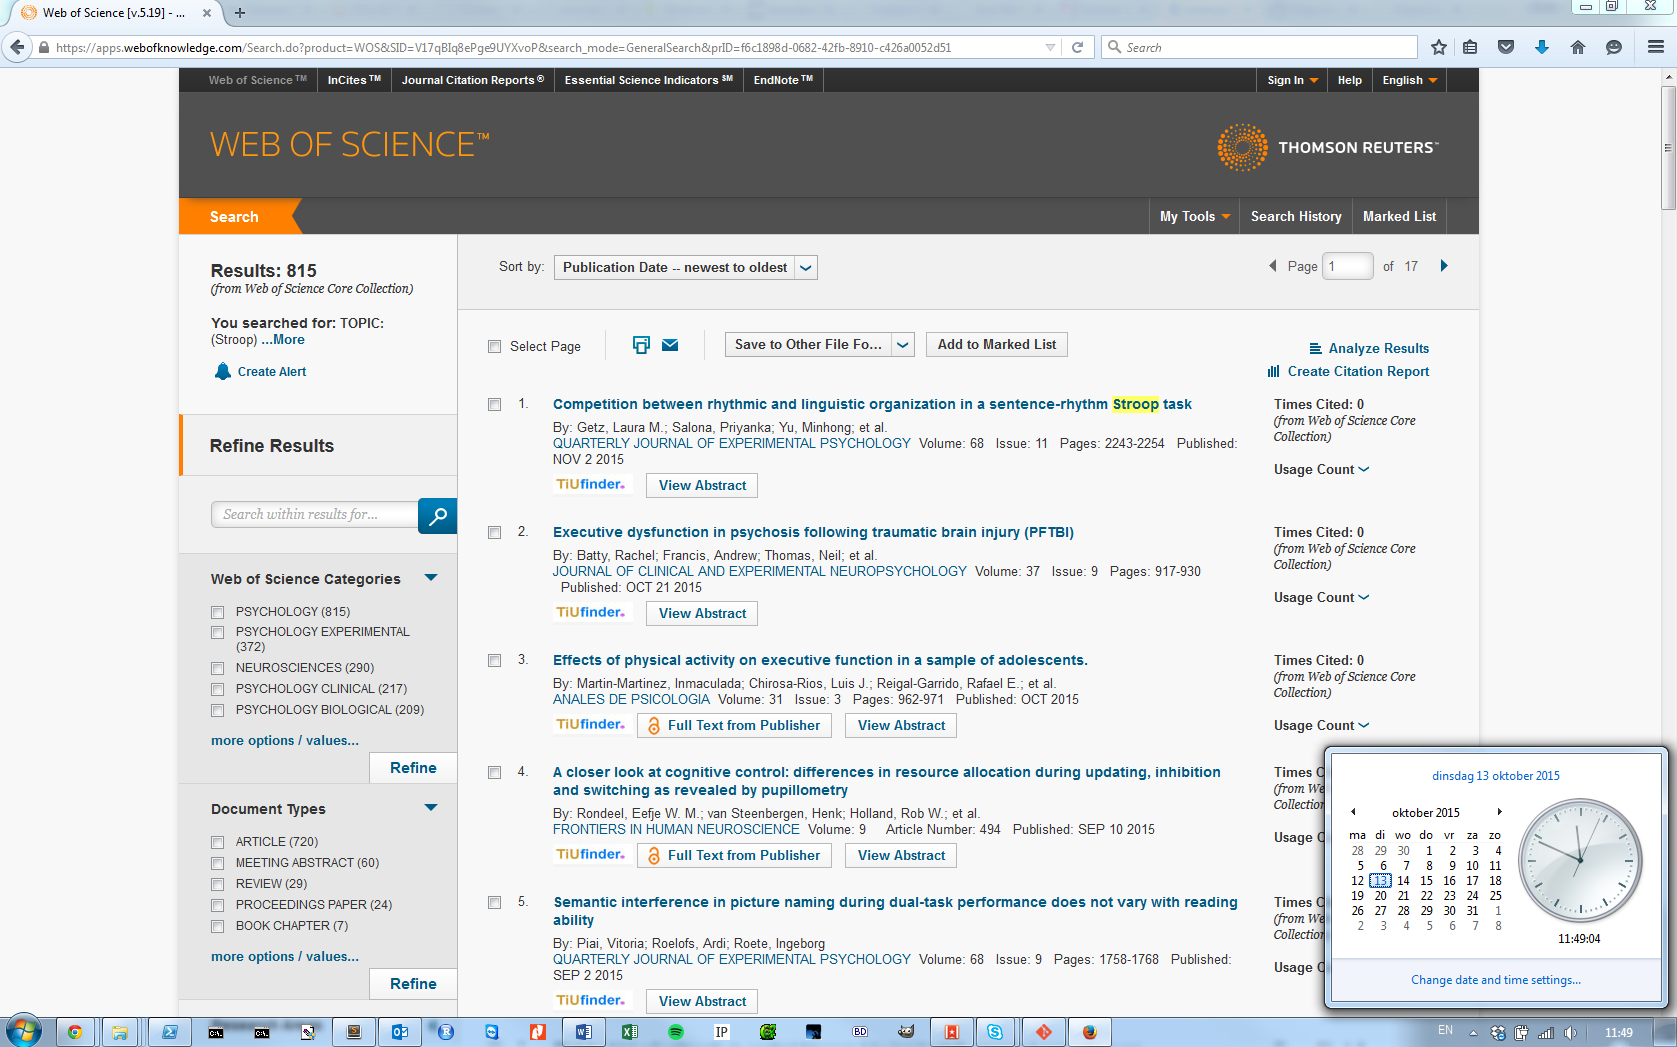 Web of Science [v.5.19] - ...
https://apps.webofknowledge.com/Search.do?product=WOS&SID=V17qBIq8ePge9UYXvoP&search_mode=GeneralSearch&prID=f6c1898d-0682-42fb-8910-c426a0052d51
Search
Web of Science™ InCites™ Journal Citation Reports® Essential Science Indicators℠ EndNote™
Sign In Help English
WEB OF SCIENCE™
THOMSON REUTERS™
Search
My Tools Search History Marked List
Results: 815
(from Web of Science Core Collection)
You searched for: TOPIC:
(Stroop) ...More
Create Alert
Refine Results
Search within results for...
Web of Science Categories
PSYCHOLOGY (815)
PSYCHOLOGY EXPERIMENTAL
(372)
NEUROSCIENCES (290)
PSYCHOLOGY CLINICAL (217)
PSYCHOLOGY BIOLOGICAL (209)
more options / values...
Refine
Document Types
ARTICLE (720)
MEETING ABSTRACT (60)
REVIEW (29)
PROCEEDINGS PAPER (24)
BOOK CHAPTER (7)
more options / values...
Refine
Sort by: Publication Date -- newest to oldest
Page 1 of 17
Select Page
Save to Other File Fo...
Add to Marked List
Analyze Results
Create Citation Report
1. Competition between rhythmic and linguistic organization in a sentence-rhythm Stroop task
By: Getz, Laura M.; Salona, Priyanka; Yu, Minhong; et al.
QUARTERLY JOURNAL OF EXPERIMENTAL PSYCHOLOGY Volume: 68 Issue: 11 Pages: 2243-2254 Published:
NOV 2 2015
TiUfinder. View Abstract
Times Cited: 0
(from Web of Science Core
Collection)
Usage Count
2. Executive dysfunction in psychosis following traumatic brain injury (PFTBI)
By: Batty, Rachel; Francis, Andrew; Thomas, Neil; et al.
JOURNAL OF CLINICAL AND EXPERIMENTAL NEUROPSYCHOLOGY Volume: 37 Issue: 9 Pages: 917-930
Published: OCT 21 2015
TiUfinder. View Abstract
Times Cited: 0
(from Web of Science Core
Collection)
Usage Count
3. Effects of physical activity on executive function in a sample of adolescents.
By: Martin-Martinez, Inmaculada; Chirosa-Rios, Luis J.; Reigal-Garrido, Rafael E.; et al.
ANALES DE PSICOLOGIA Volume: 31 Issue: 3 Pages: 962-971 Published: OCT 2015
TiUfinder. Full Text from Publisher View Abstract
Times Cited: 0
(from Web of Science Core
Collection)
Usage Count
4. A closer look at cognitive control: differences in resource allocation during updating, inhibition
and switching as revealed by pupillometry
By: Rondeel, Eefje W. M.; van Steenbergen, Henk; Holland, Rob W.; et al.
FRONTIERS IN HUMAN NEUROSCIENCE Volume: 9 Article Number: 494 Published: SEP 10 2015
TiUfinder. Full Text from Publisher View Abstract
Times C
(from We
Collection
Usage C
5. Semantic interference in picture naming during dual-task performance does not vary with reading
ability
By: Piai, Vitoria; Roelofs, Ardi; Roete, Ingeborg
QUARTERLY JOURNAL OF EXPERIMENTAL PSYCHOLOGY Volume: 68 Issue: 9 Pages: 1758-1768 Published:
SEP 2 2015
TiUfinder. View Abstract
Times C
(from We
Collection
Usage C
dinsdag 13 oktober 2015
oktober 2015
ma di wo do vr za zo
28 29 30 1 2 3 4
5 6 7 8 9 10 11
12 13 14 15 16 17 18
19 20 21 22 23 24 25
26 27 28 29 30 31 1
2 3 4 5 6 7 8
11:49:04
Change date and time settings...
IP
BD
EN
11:49